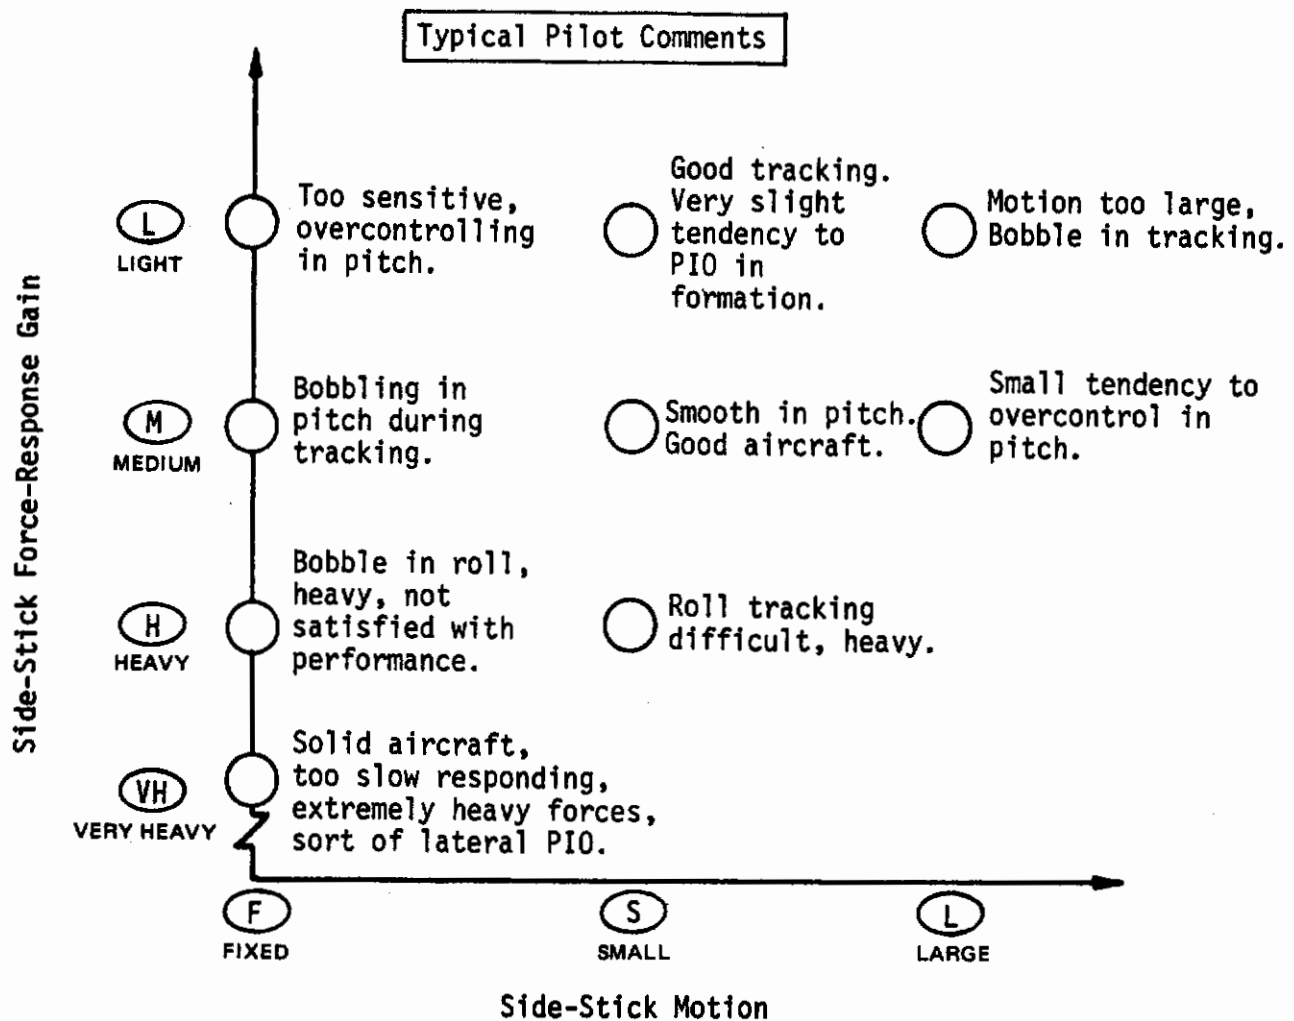 Typical Pilot Comments
Side-Stick Force-Response Gain
L
LIGHT
Too sensitive,
overcontrolling
in pitch.
Good tracking.
Very slight
tendency to
PIO in
formation.
Motion too large,
Bobble in tracking.
M
MEDIUM
Bobbling in
pitch during
tracking.
Smooth in pitch.
Good aircraft.
Small tendency to
overcontrol in
pitch.
H
HEAVY
Bobble in roll,
heavy, not
satisfied with
performance.
Roll tracking
difficult, heavy.
VH
VERY HEAVY
Solid aircraft,
too slow responding,
extremely heavy forces,
sort of lateral PIO.
F
FIXED
S
SMALL
L
LARGE
Side-Stick Motion